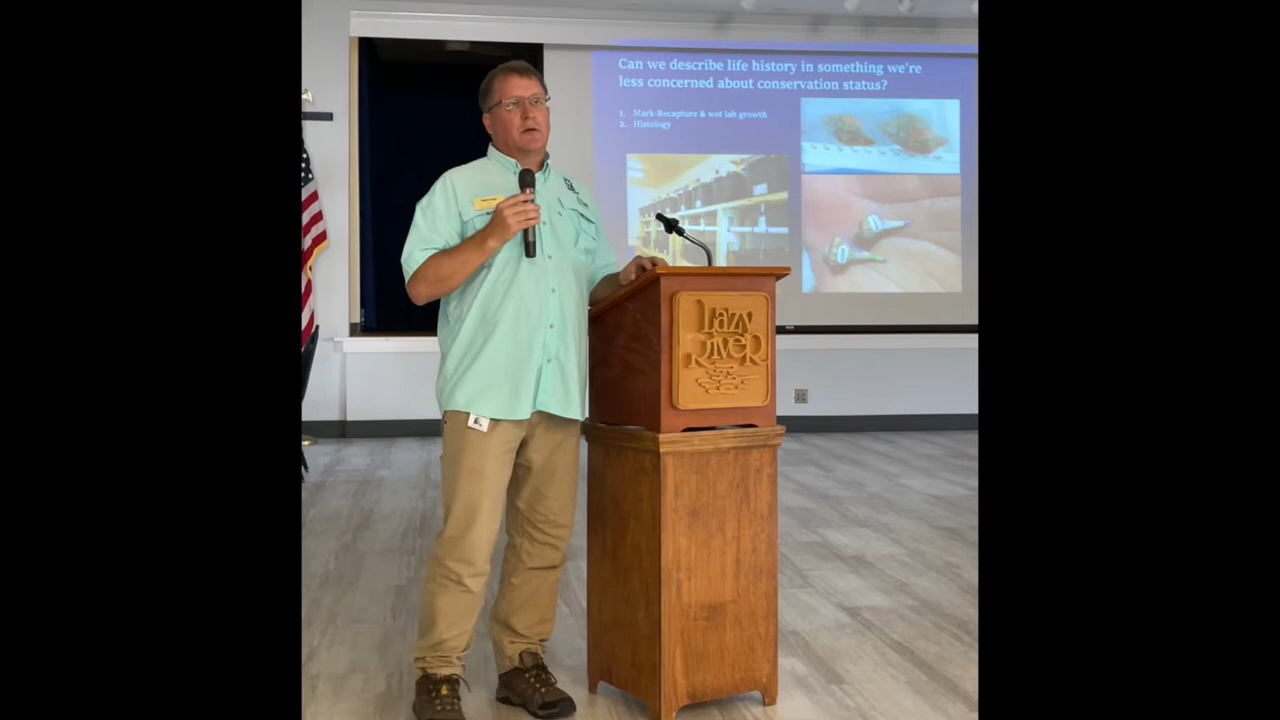 Can we describe life history in something we're
less concerned about conservation status?
1. Mark-Recapture & wet lab growth
2. Histology
Lazy
River